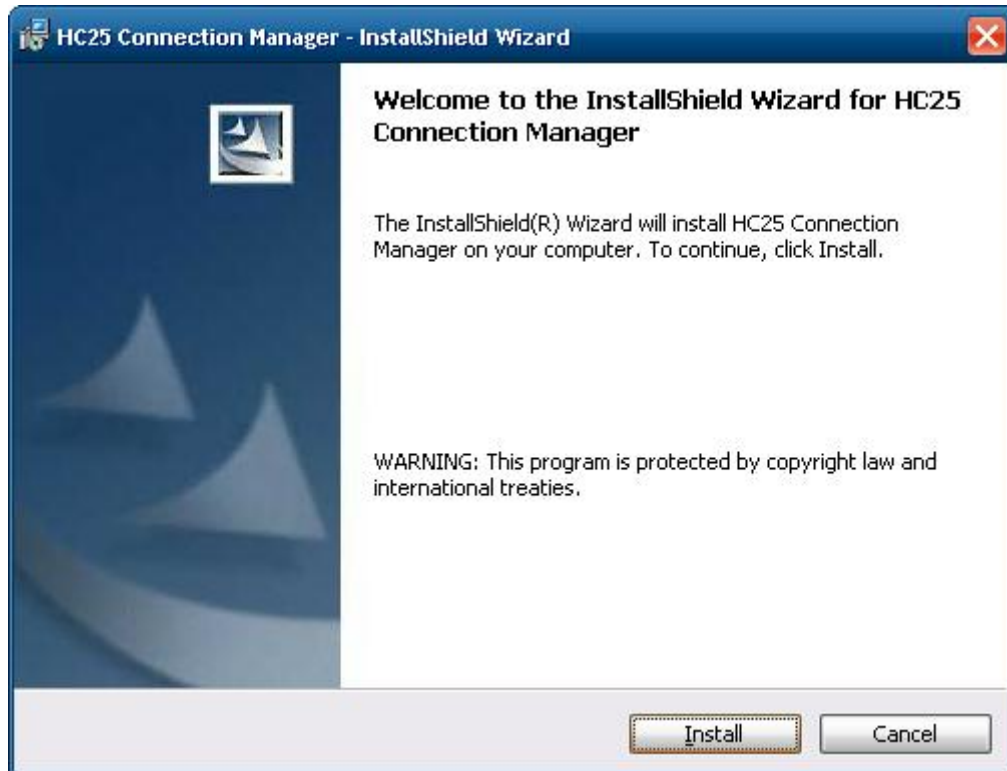 HC25 Connection Manager - InstallShield Wizard
Welcome to the InstallShield Wizard for HC25
Connection Manager
The InstallShield(R) Wizard will install HC25 Connection
Manager on your computer. To continue, click Install.
WARNING: This program is protected by copyright law and
international treaties.
Install
Cancel